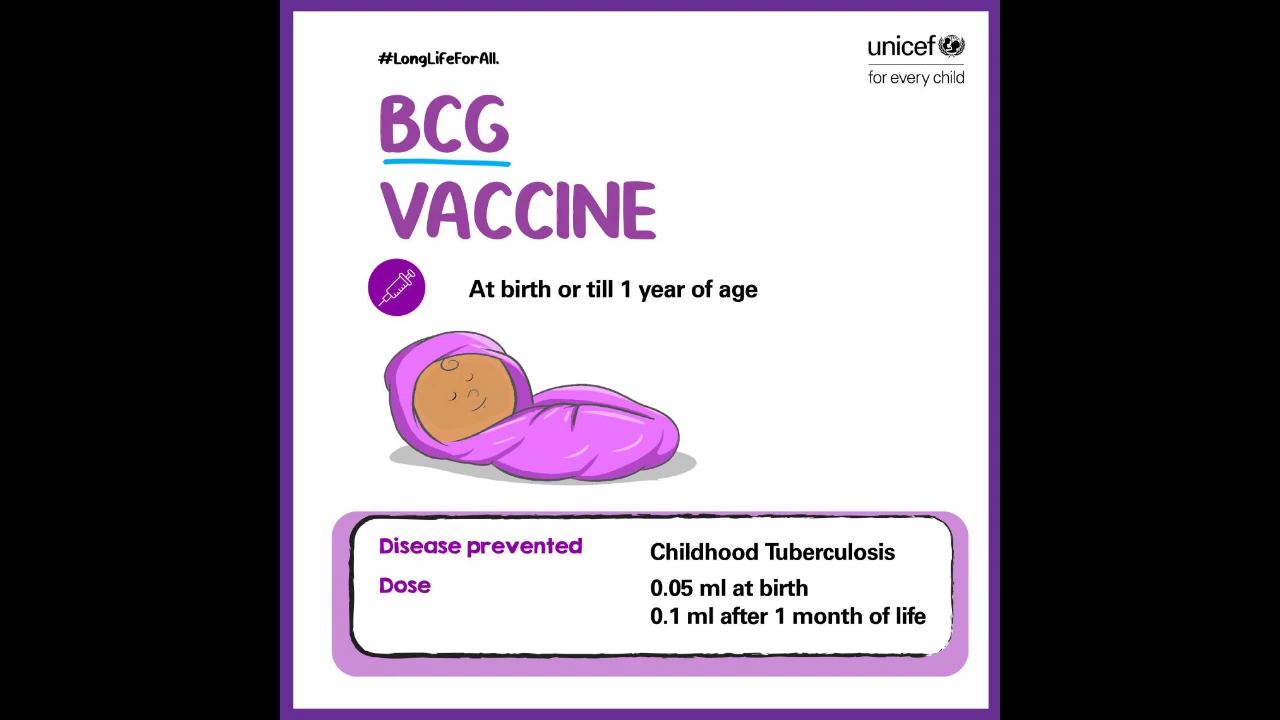 #LongLifeForAll.
unicef
for every child
BCG
VACCINE
At birth or till 1 year of age
Disease prevented
Childhood Tuberculosis
Dose
0.05 ml at birth
0.1 ml after 1 month of life